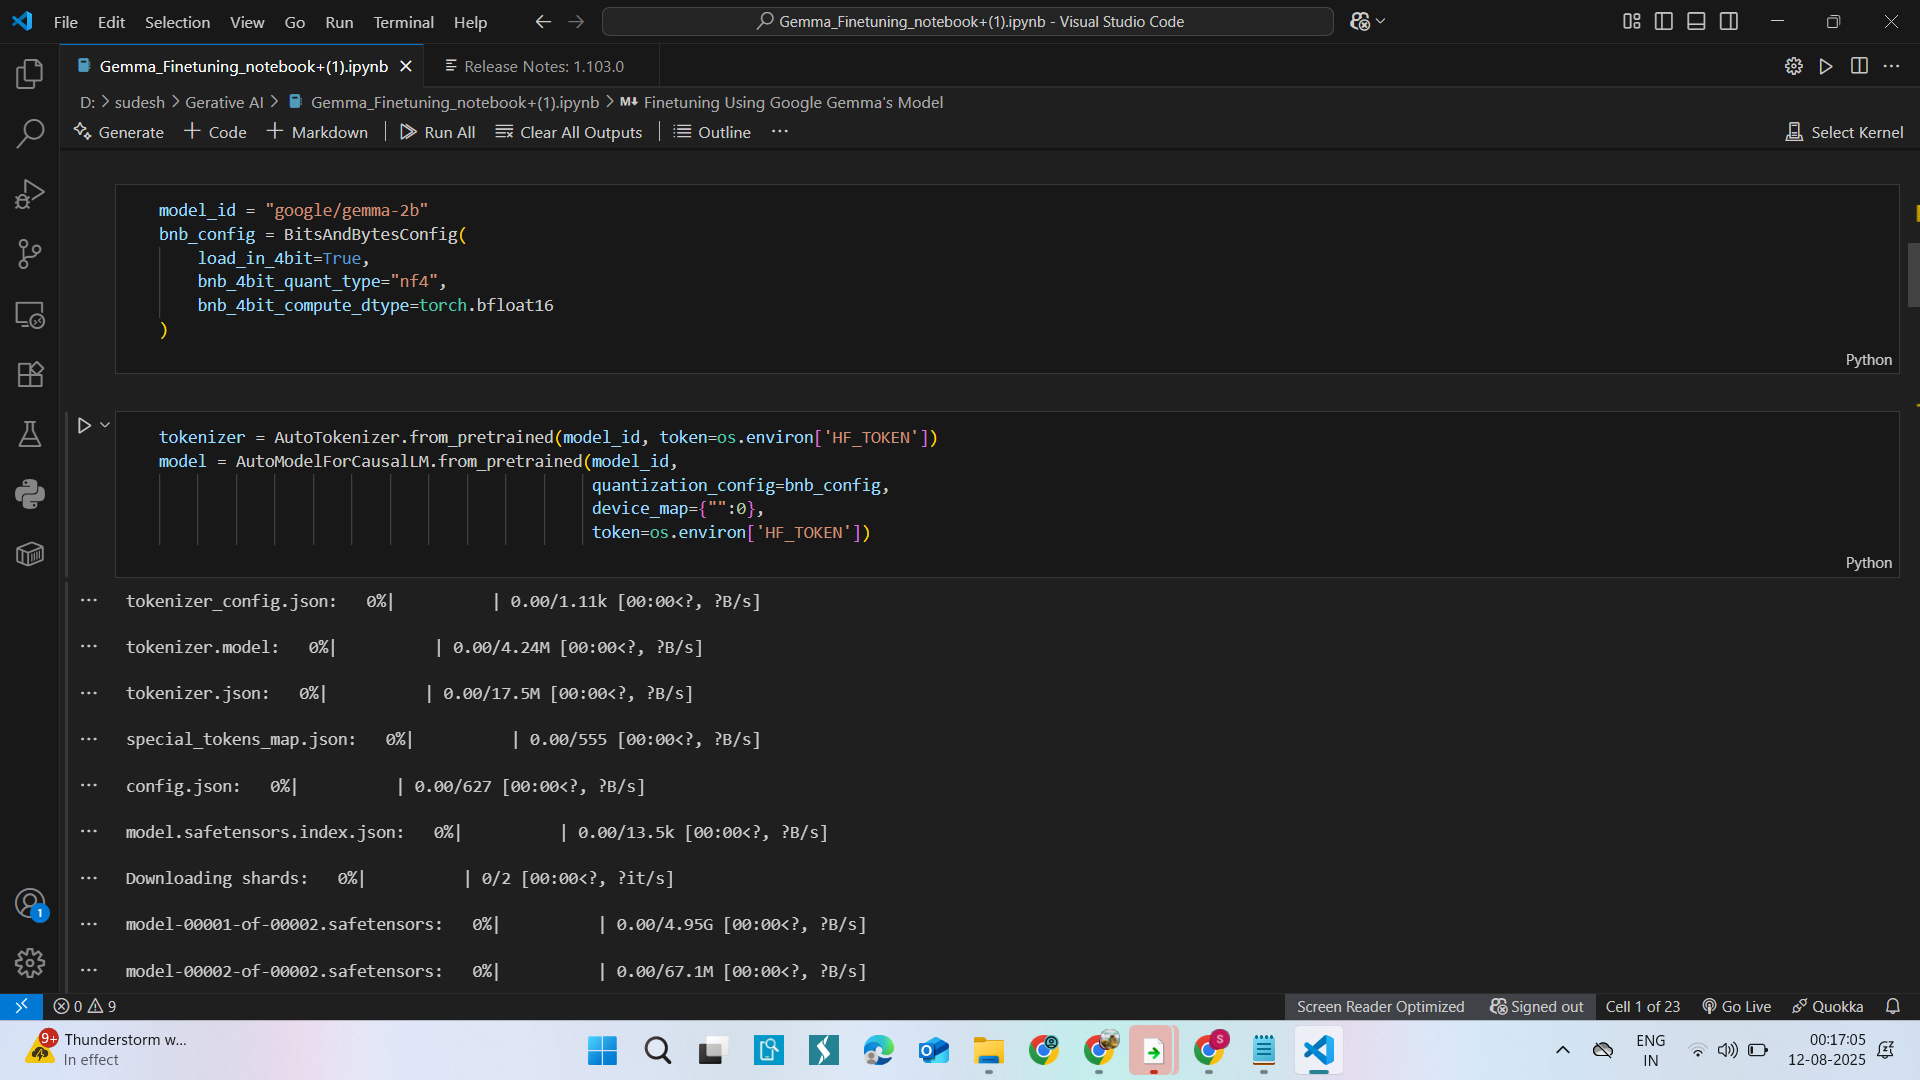 File Edit Selection View Go Run Terminal Help
Gemma_Finetuning_notebook+(1).ipynb - Visual Studio Code
Gemma_Finetuning_notebook+(1).ipynb
Release Notes: 1.103.0
D: > sudesh > Gerative AI > Gemma_Finetuning_notebook+(1).ipynb > M↓ Finetuning Using Google Gemma's Model
Generate + Code + Markdown Run All Clear All Outputs Outline ...
Select Kernel
model_id = "google/gemma-2b"
bnb_config = BitsAndBytesConfig(
    load_in_4bit=True,
    bnb_4bit_quant_type="nf4",
    bnb_4bit_compute_dtype=torch.bfloat16
)
Python
tokenizer = AutoTokenizer.from_pretrained(model_id, token=os.environ['HF_TOKEN'])
model = AutoModelForCausalLM.from_pretrained(model_id,
                                             quantization_config=bnb_config,
                                             device_map={"":0},
                                             token=os.environ['HF_TOKEN'])
Python
... tokenizer_config.json:   0%|          | 0.00/1.11k [00:00<?, ?B/s]
... tokenizer.model:   0%|          | 0.00/4.24M [00:00<?, ?B/s]
... tokenizer.json:   0%|          | 0.00/17.5M [00:00<?, ?B/s]
... special_tokens_map.json:   0%|          | 0.00/555 [00:00<?, ?B/s]
... config.json:   0%|          | 0.00/627 [00:00<?, ?B/s]
... model.safetensors.index.json:   0%|          | 0.00/13.5k [00:00<?, ?B/s]
... Downloading shards:   0%|          | 0/2 [00:00<?, ?it/s]
... model-00001-of-00002.safetensors:   0%|          | 0.00/4.95G [00:00<?, ?B/s]
... model-00002-of-00002.safetensors:   0%|          | 0.00/67.1M [00:00<?, ?B/s]
1
0 9
Screen Reader Optimized Signed out Cell 1 of 23 Go Live Quokka
9+ Thunderstorm w...
In effect
S
ENG
IN
00:17:05
12-08-2025